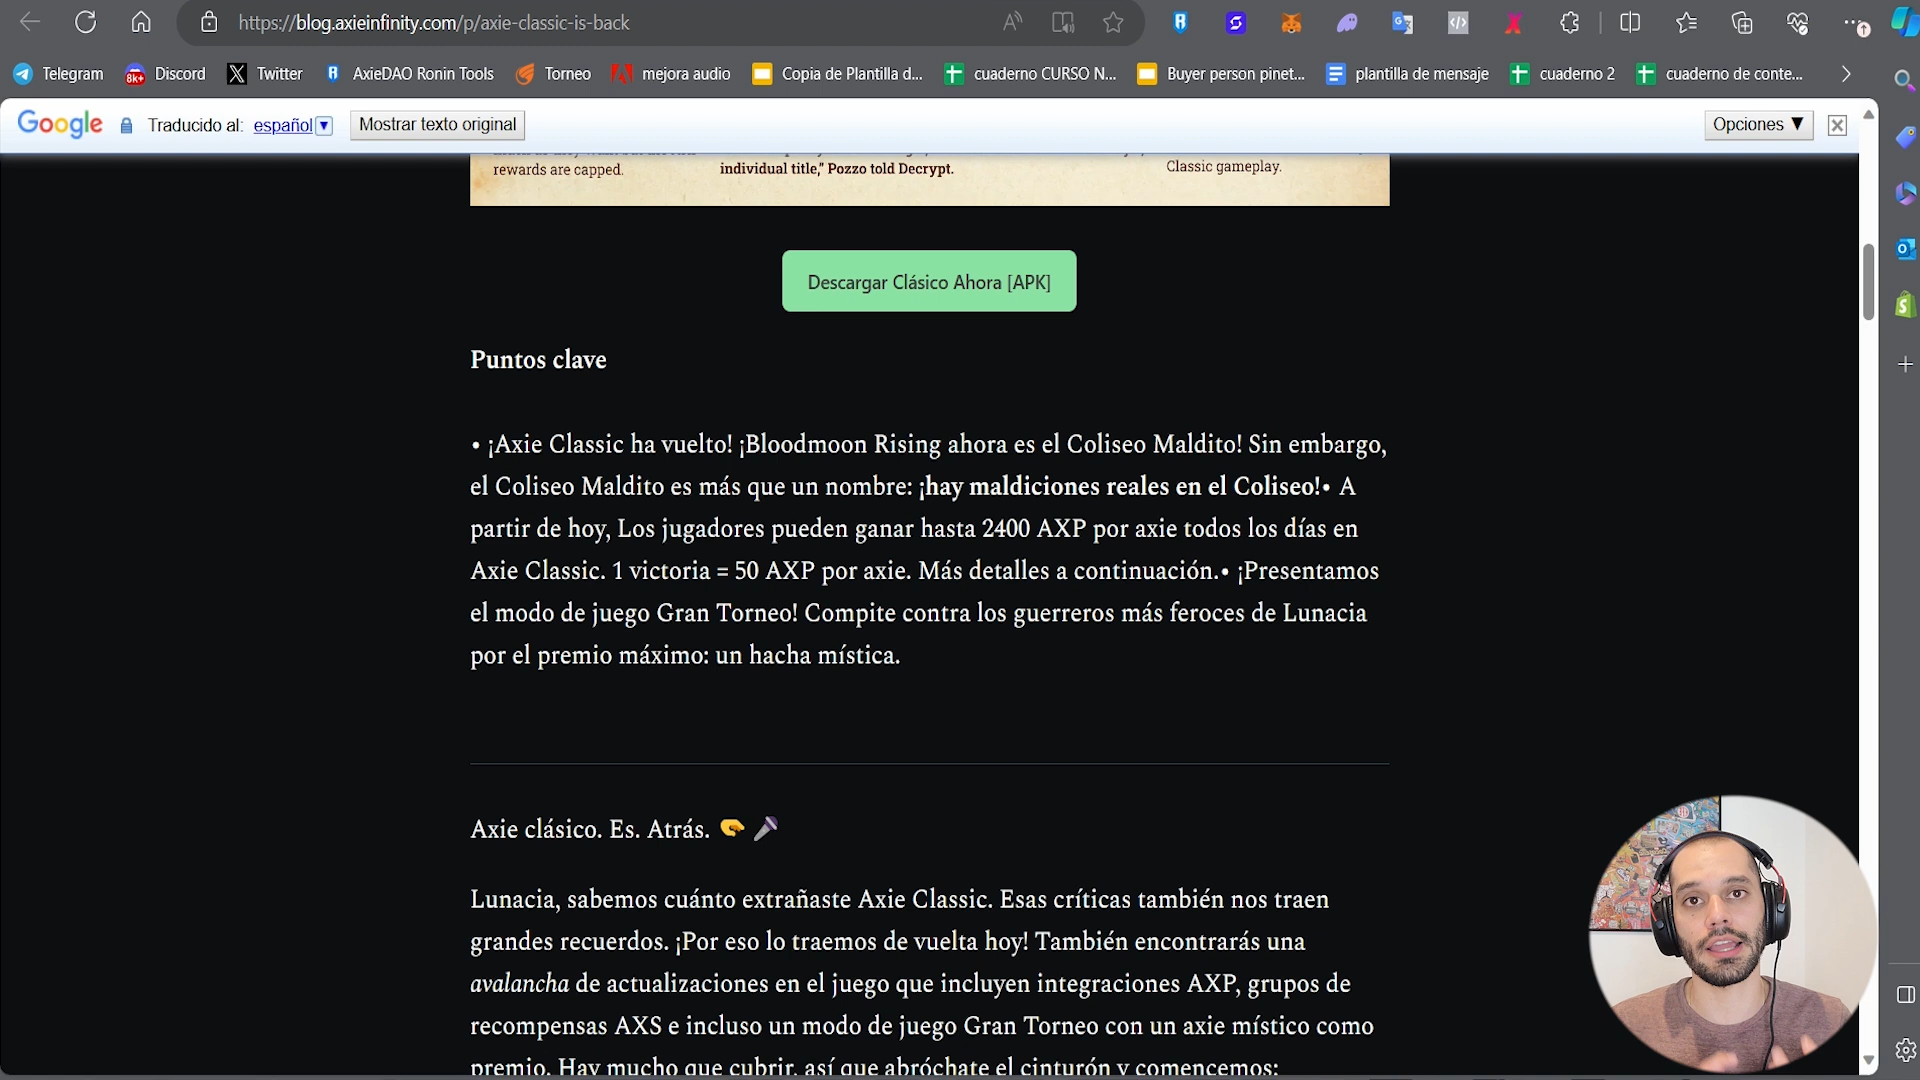 https://blog.axieinfinity.com/p/axie-classic-is-back
Telegram
8k+
Discord
Twitter
AxieDAO Ronin Tools
Torneo
mejora audio
Copia de Plantilla d...
cuaderno CURSO N...
Buyer person pinet...
plantilla de mensaje
cuaderno 2
cuaderno de conte...
Google
Traducido al: español
Mostrar texto original
Opciones ▼
rewards are capped.
individual title," Pozzo told Decrypt.
Classic gameplay.
Descargar Clásico Ahora [APK]
Puntos clave
• ¡Axie Classic ha vuelto! ¡Bloodmoon Rising ahora es el Coliseo Maldito! Sin embargo,
el Coliseo Maldito es más que un nombre: ¡hay maldiciones reales en el Coliseo!• A
partir de hoy, Los jugadores pueden ganar hasta 2400 AXP por axie todos los días en
Axie Classic. 1 victoria = 50 AXP por axie. Más detalles a continuación.• ¡Presentamos
el modo de juego Gran Torneo! Compite contra los guerreros más feroces de Lunacia
por el premio máximo: un hacha mística.
Axie clásico. Es. Atrás.
Lunacia, sabemos cuánto extrañaste Axie Classic. Esas críticas también nos traen
grandes recuerdos. ¡Por eso lo traemos de vuelta hoy! También encontrarás una
avalancha de actualizaciones en el juego que incluyen integraciones AXP, grupos de
recompensas AXS e incluso un modo de juego Gran Torneo con un axie místico como
premio. Hay mucho que cubrir, así que abróchate el cinturón y comencemos: